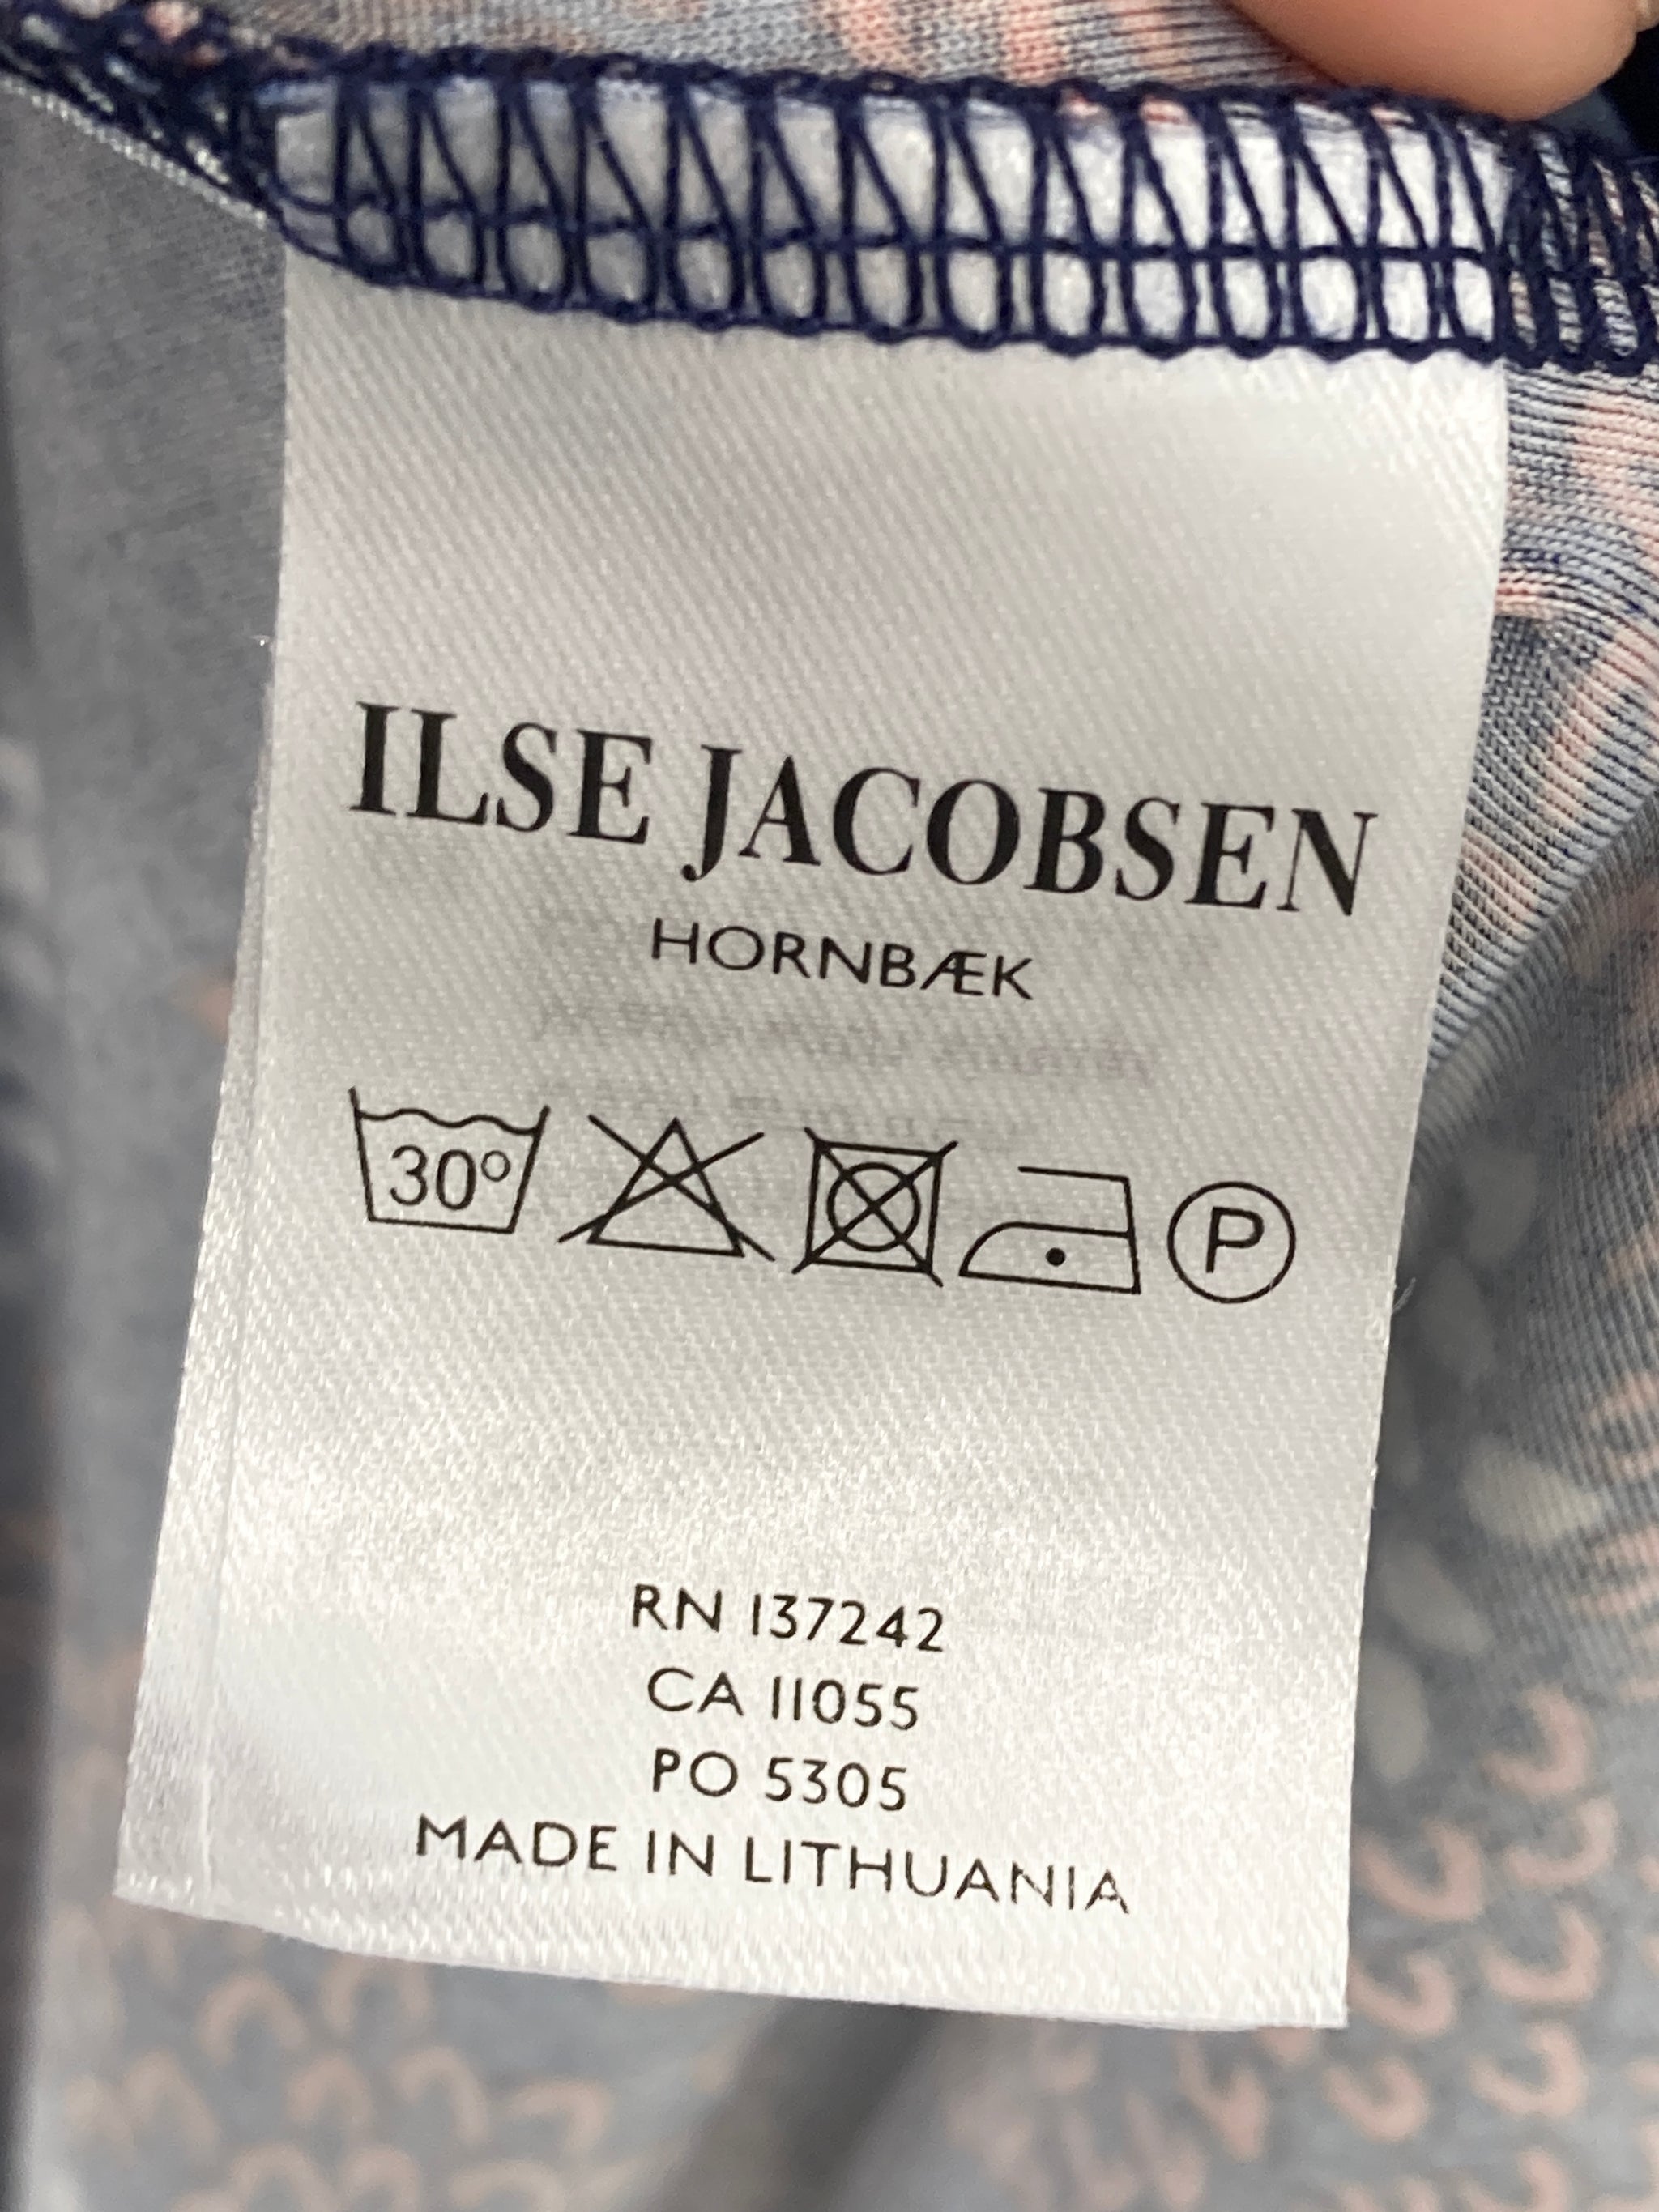 ILSE JACOBSEN
HORNBÆK
30°
P
RN 137242
CA 11055
PO 5305
MADE IN LITHUANIA